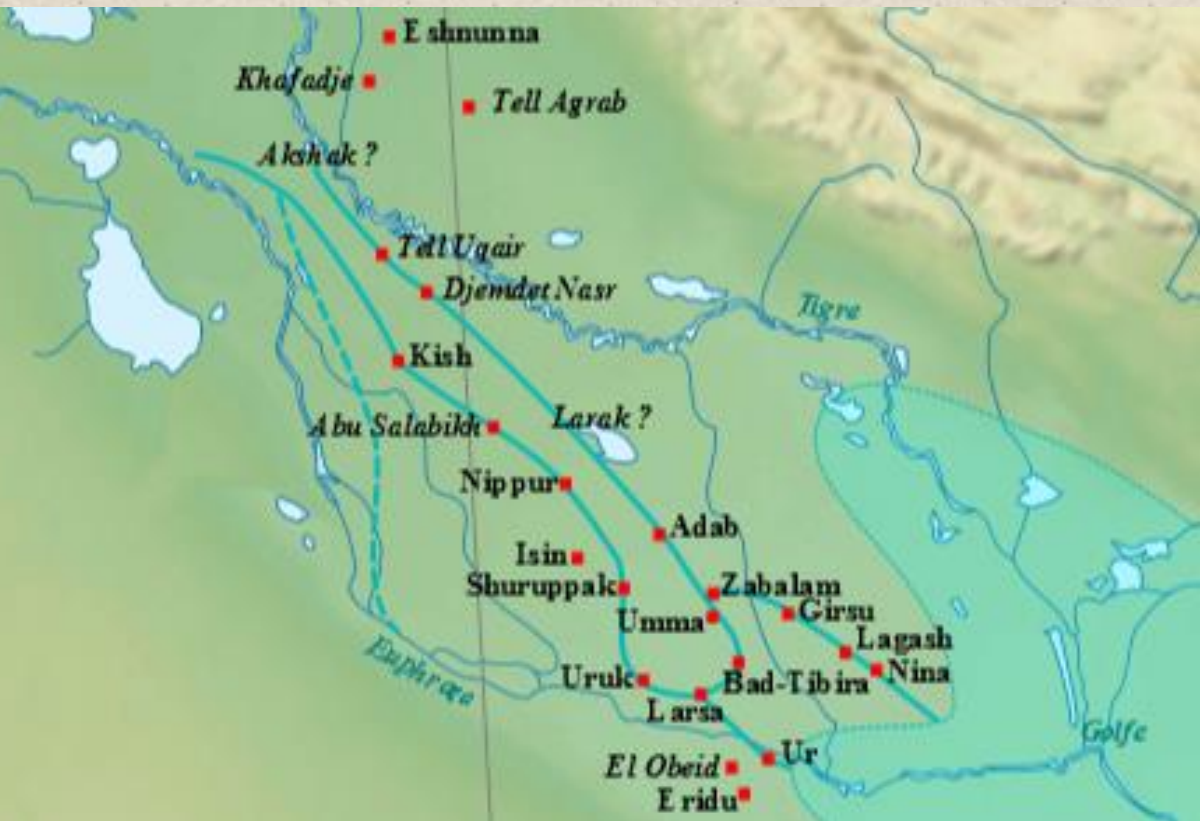 Eshnunna
Khafadje
Tell Agrab
Akshak ?
Tell Uqair
Djemdet Nasr
Tigre
Kish
Larak ?
Abu Salabikh
Nippur
Adab
Isin
Shuruppak
Zabalam
Girsu
Umma
Lagash
Euphrate
Uruk
Bad-Tibira
Nina
Larsa
Golfe
Ur
El Obeid
Eridu